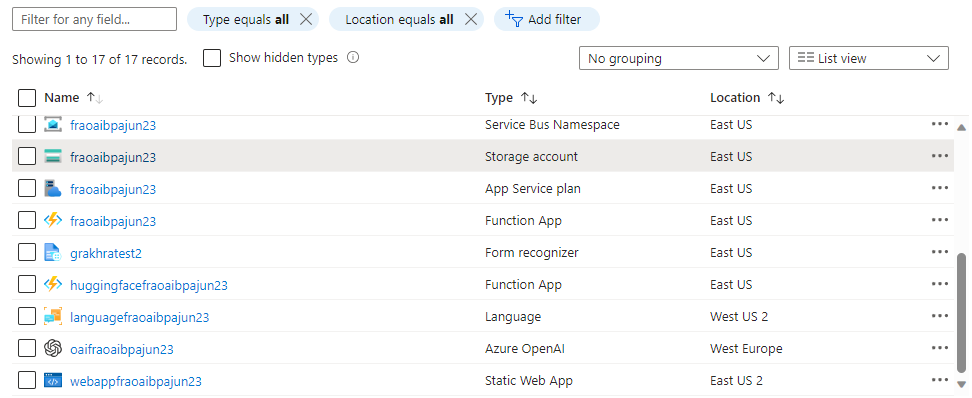 Filter for any field...
Type equals all
Location equals all
Add filter
Showing 1 to 17 of 17 records.
Show hidden types
No grouping
List view
Name Type Location
fraoaibpajun23 Service Bus Namespace East US
fraoaibpajun23 Storage account East US
fraoaibpajun23 App Service plan East US
fraoaibpajun23 Function App East US
grakhratest2 Form recognizer East US
huggingfacefraoaibpajun23 Function App East US
languagefraoaibpajun23 Language West US 2
oaifraoaibpajun23 Azure OpenAI West Europe
webappfraoaibpajun23 Static Web App East US 2